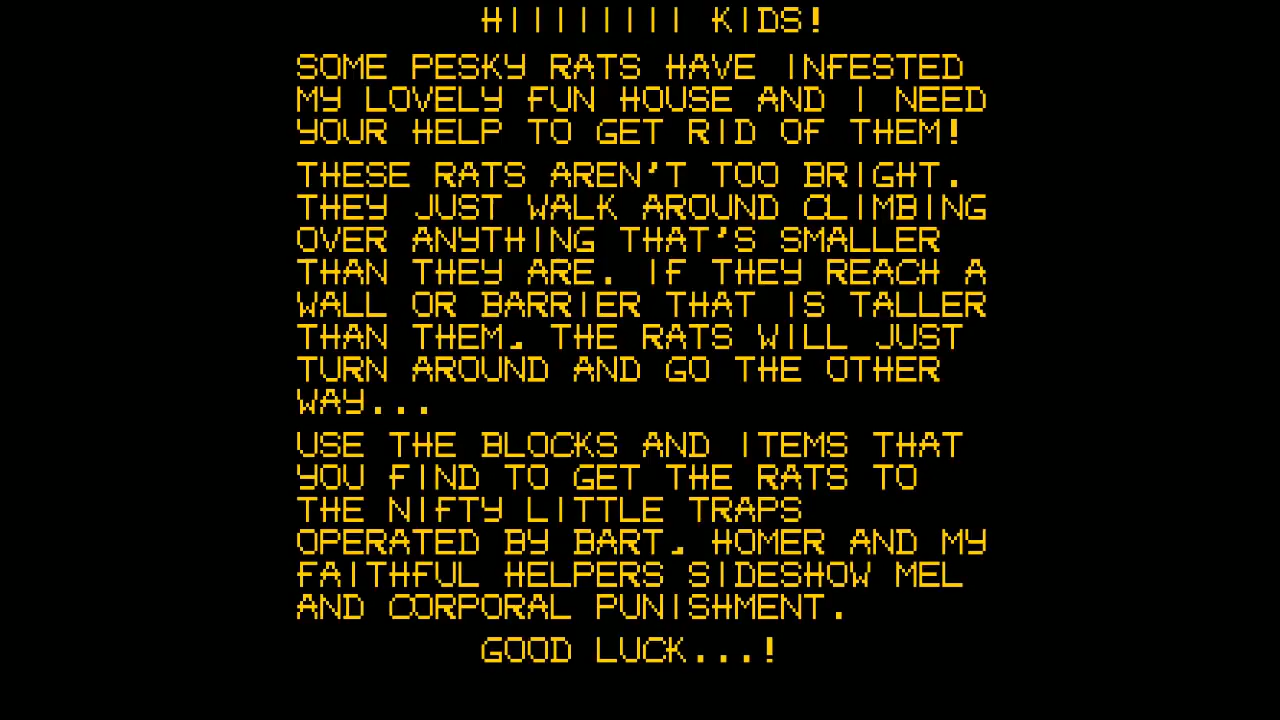 HIIIIIIII KIDS!
SOME PESKY RATS HAVE INFESTED
MY LOVELY FUN HOUSE AND I NEED
YOUR HELP TO GET RID OF THEM!
THESE RATS AREN'T TOO BRIGHT.
THEY JUST WALK AROUND CLIMBING
OVER ANYTHING THAT'S SMALLER
THAN THEY ARE. IF THEY REACH A
WALL OR BARRIER THAT IS TALLER
THAN THEM, THE RATS WILL JUST
TURN AROUND AND GO THE OTHER
WAY...
USE THE BLOCKS AND ITEMS THAT
YOU FIND TO GET THE RATS TO
THE NIFTY LITTLE TRAPS
OPERATED BY BART, HOMER AND MY
FAITHFUL HELPERS SIDESHOW MEL
AND CORPORAL PUNISHMENT.
GOOD LUCK...!